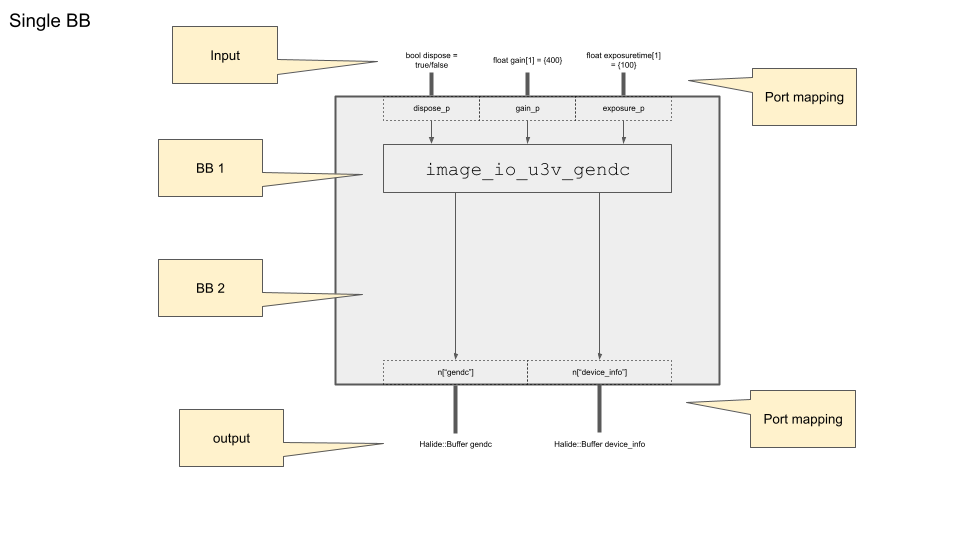 Single BB
Input
bool dispose =
true/false
float gain[1] = {400}
float exposuretime[1]
= {100}
Port mapping
dispose_p
gain_p
exposure_p
BB 1
image_io_u3v_gendc
BB 2
n["gendc"]
n["device_info"]
Port mapping
output
Halide::Buffer gendc
Halide::Buffer device_info